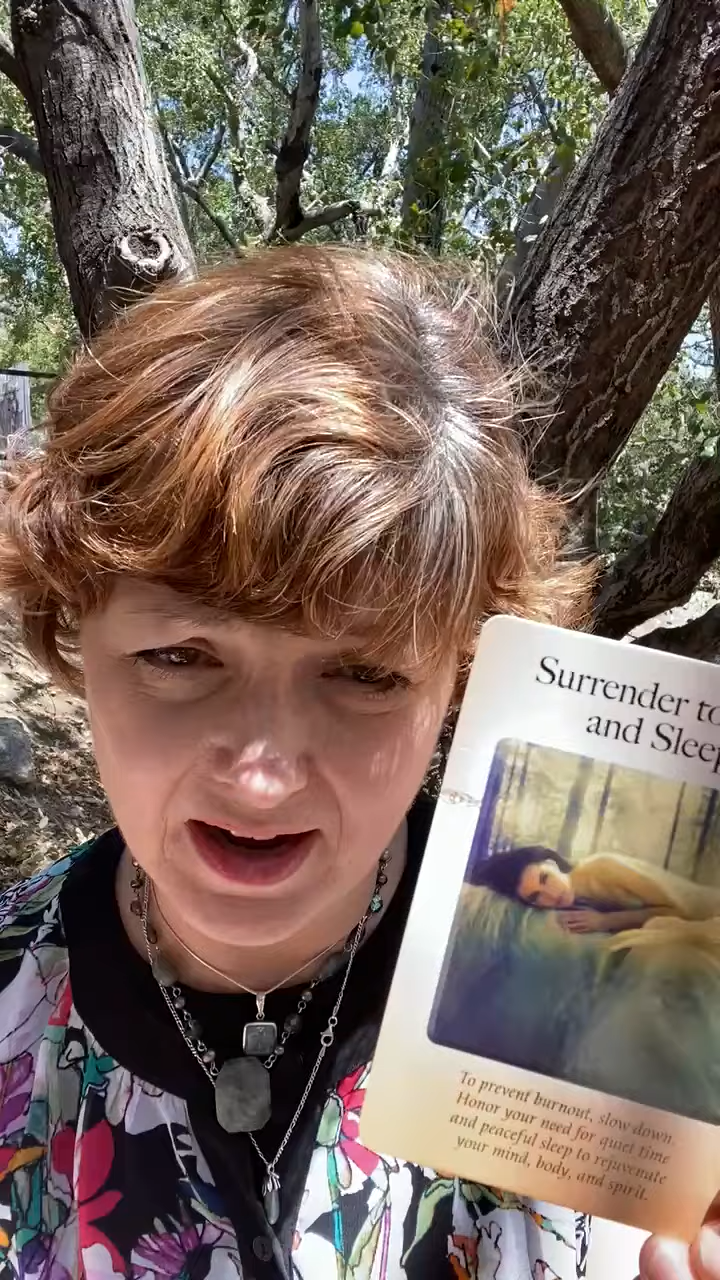 Surrender to
and Sleep
To prevent burnout, slow down.
Honor your need for quiet time
and peaceful sleep to rejuvenate
your mind, body, and spirit.